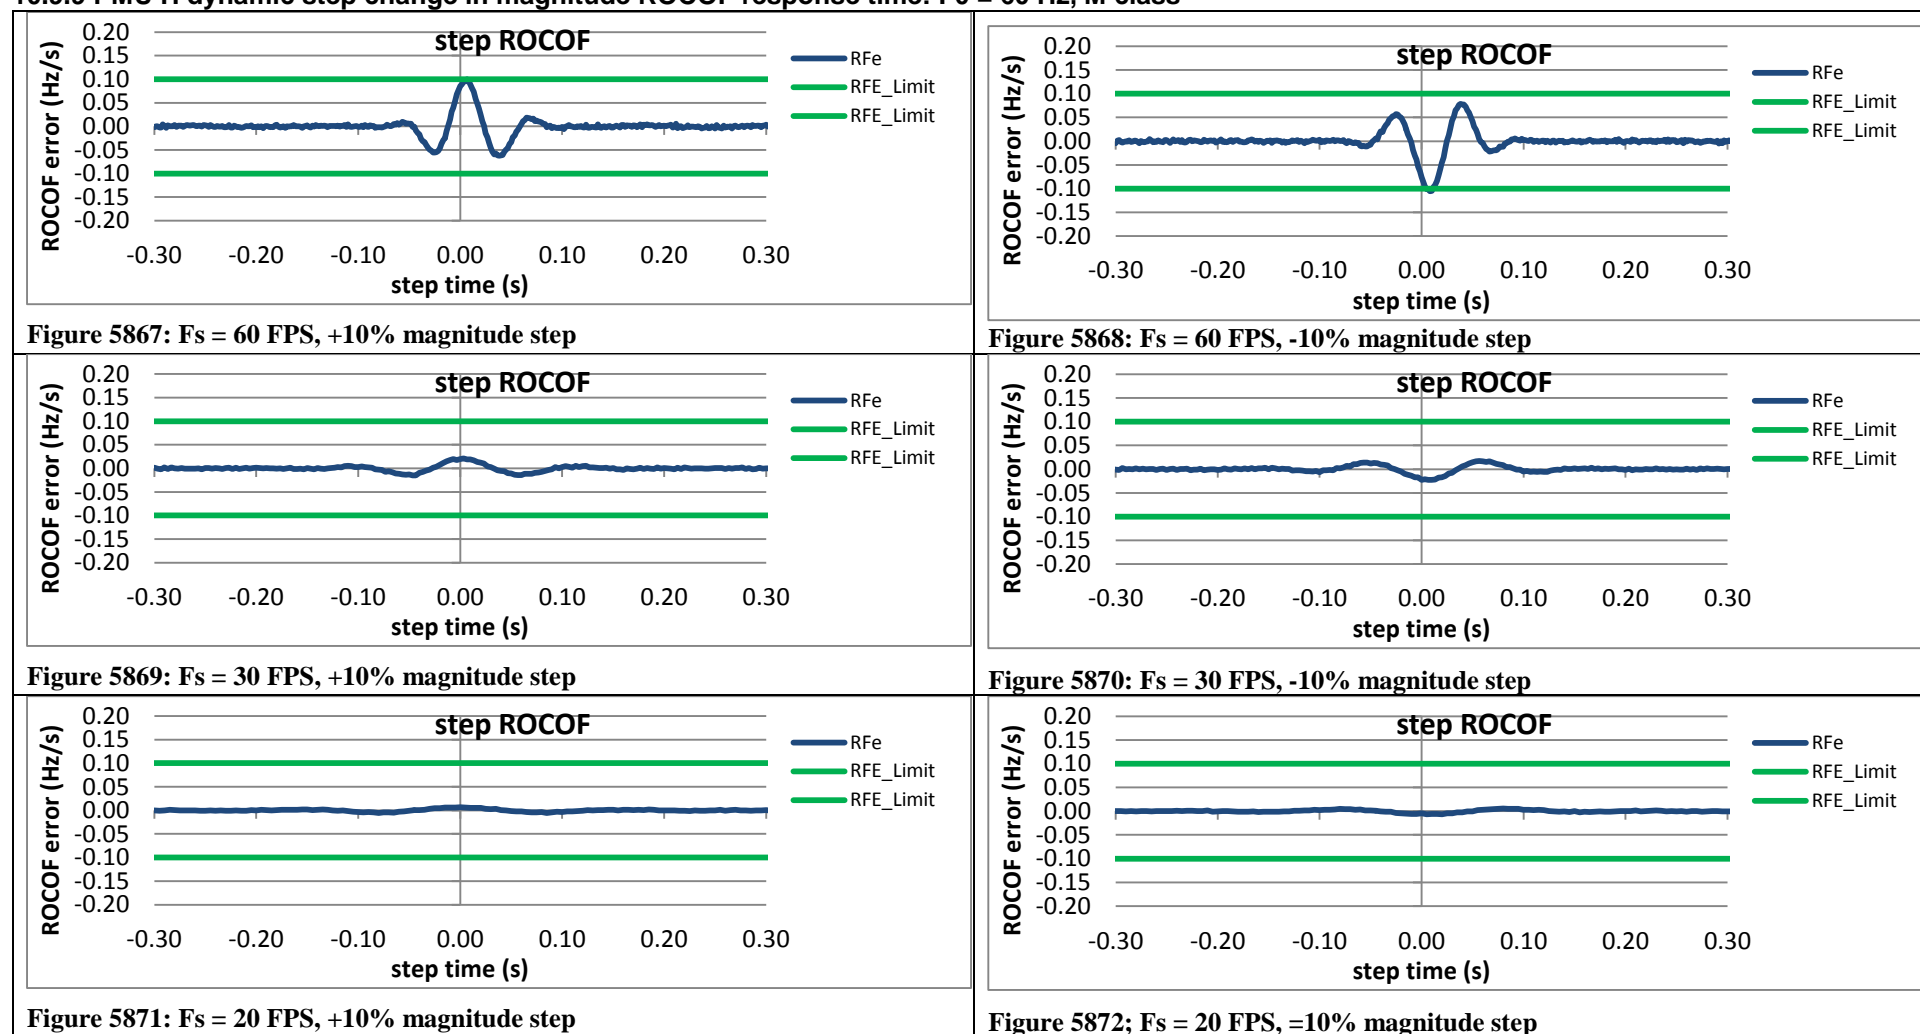 dynamic step change in magnitude ROCOF response time: = 60 Hz, M class
step ROCOF
ROCOF error (Hz/s)
0.20
0.15
0.10
0.05
0.00
-0.05
-0.10
-0.15
-0.20
-0.30 -0.20 -0.10 0.00 0.10 0.20 0.30
step time (s)
RFe
RFE_Limit
RFE_Limit
Figure 5867: Fs = 60 FPS, +10% magnitude step
step ROCOF
ROCOF error (Hz/s)
0.20
0.15
0.10
0.05
0.00
-0.05
-0.10
-0.15
-0.20
-0.30 -0.20 -0.10 0.00 0.10 0.20 0.30
step time (s)
RFe
RFE_Limit
RFE_Limit
Figure 5868: Fs = 60 FPS, -10% magnitude step
step ROCOF
ROCOF error (Hz/s)
0.20
0.15
0.10
0.05
0.00
-0.05
-0.10
-0.15
-0.20
-0.30 -0.20 -0.10 0.00 0.10 0.20 0.30
step time (s)
RFe
RFE_Limit
RFE_Limit
Figure 5869: Fs = 30 FPS, +10% magnitude step
step ROCOF
ROCOF error (Hz/s)
0.20
0.15
0.10
0.05
0.00
-0.05
-0.10
-0.15
-0.20
-0.30 -0.20 -0.10 0.00 0.10 0.20 0.30
step time (s)
RFe
RFE_Limit
RFE_Limit
Figure 5870: Fs = 30 FPS, -10% magnitude step
step ROCOF
ROCOF error (Hz/s)
0.20
0.15
0.10
0.05
0.00
-0.05
-0.10
-0.15
-0.20
-0.30 -0.20 -0.10 0.00 0.10 0.20 0.30
step time (s)
RFe
RFE_Limit
RFE_Limit
Figure 5871: Fs = 20 FPS, +10% magnitude step
step ROCOF
ROCOF error (Hz/s)
0.20
0.15
0.10
0.05
0.00
-0.05
-0.10
-0.15
-0.20
-0.30 -0.20 -0.10 0.00 0.10 0.20 0.30
step time (s)
RFe
RFE_Limit
RFE_Limit
Figure 5872; Fs = 20 FPS, =10% magnitude step